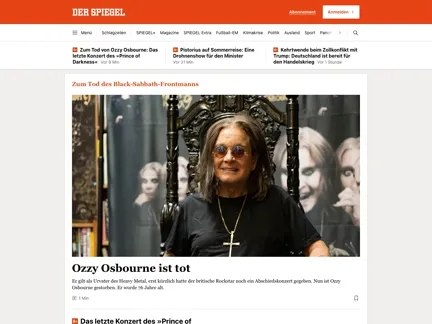 DER SPIEGEL
Abonnement
Anmelden ›
Menü Schlagzeilen SPIEGEL+ Magazine SPIEGEL Extra Fußball-EM Klimakrise Politik Ausland Sport
Zum Tod von Ozzy Osbourne: Das
letzte Konzert des »Prince of
Darkness« Vor 9 Min.
Pistorius auf Sommerreise: Eine
Drohnenshow für den Minister
Vor 21 Min.
Kehrtwende beim Zollkonflikt mit
Trump: Deutschland ist bereit für
den Handelskrieg Vor 1 Stunde
Zum Tod des Black-Sabbath-Frontmanns
Ozzy Osbourne ist tot
Er gilt als Urvater des Heavy Metal, erst kürzlich hatte der britische Rockstar noch ein Abschiedskonzert gegeben. Nun ist Ozzy
Osbourne gestorben. Er wurde 76 Jahre alt.
1 Min
Das letzte Konzert des »Prince of